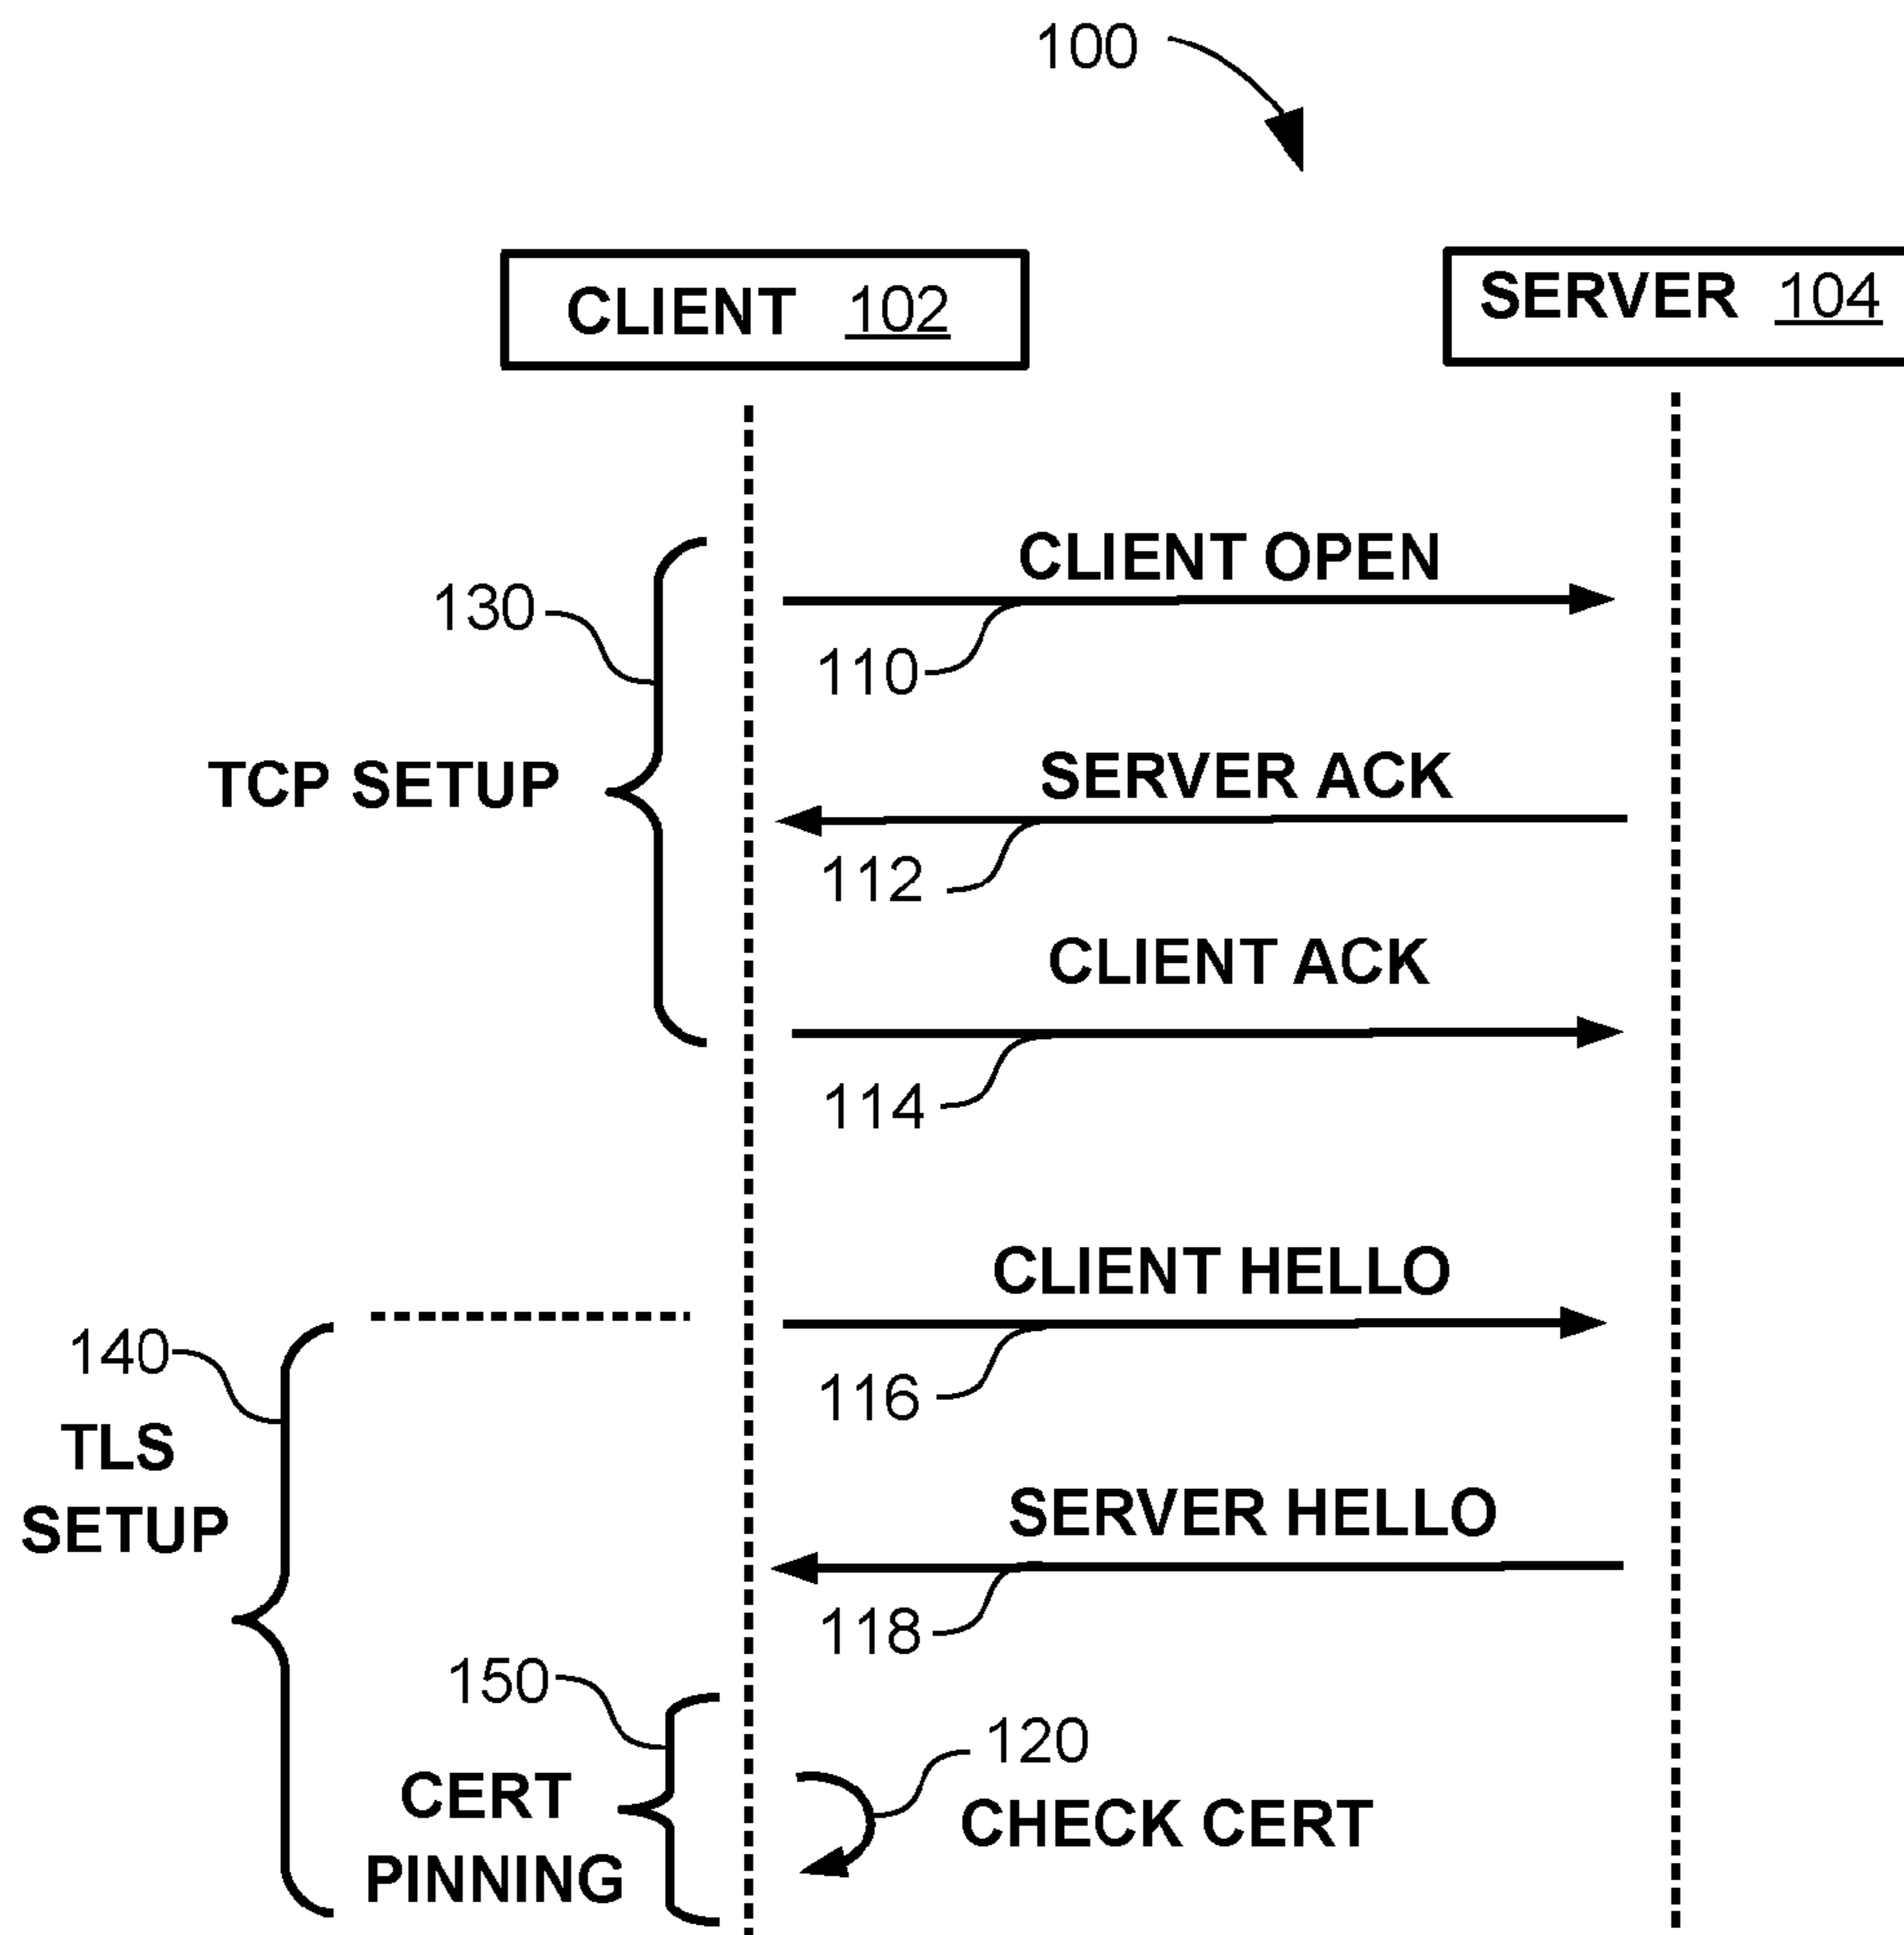 100
CLIENT 102
SERVER 104
CLIENT OPEN
130
110
TCP SETUP
SERVER ACK
112
CLIENT ACK
114
CLIENT HELLO
140
116
TLS
SETUP
SERVER HELLO
118
150
120
CERT
PINNING
CHECK CERT